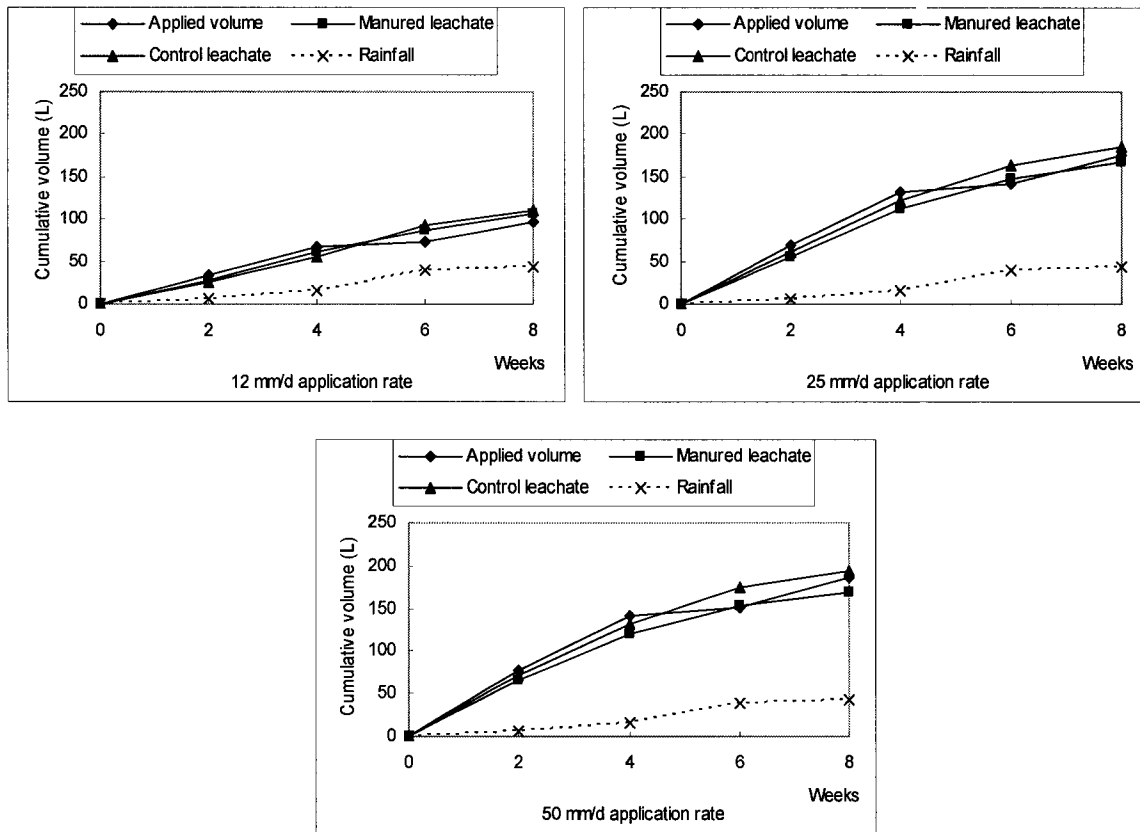 Applied volume Manured leachate
Control leachate Rainfall
250
200
150
100
50
0
Cumulative volume (L)
0 2 4 6 8
Weeks
12 mm/d application rate
Applied volume Manured leachate
Control leachate Rainfall
250
200
150
100
50
0
Cumulative volume (L)
0 2 4 6 8
Weeks
25 mm/d application rate
Applied volume Manured leachate
Control leachate Rainfall
250
200
150
100
50
0
Cumulative volume (L)
0 2 4 6 8
Weeks
50 mm/d application rate